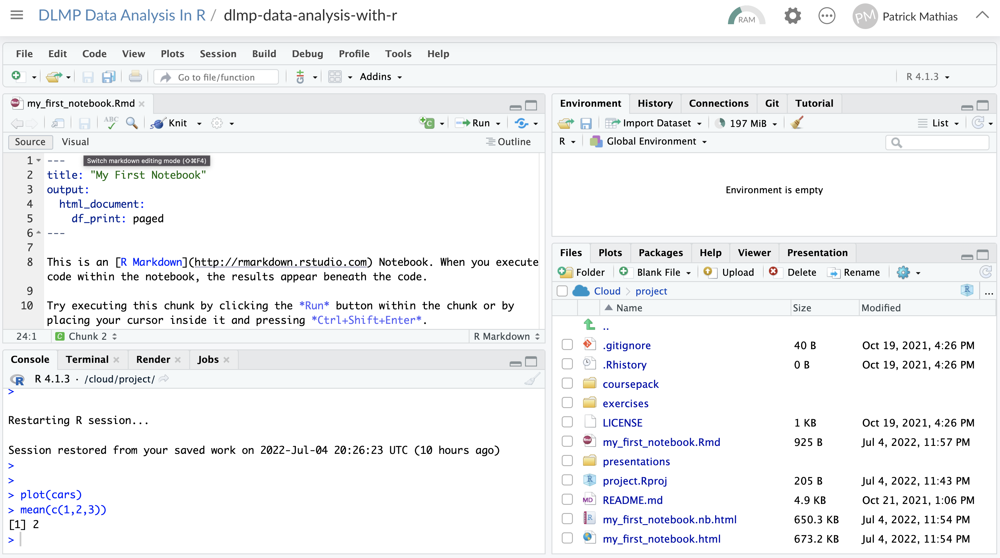 DLMP Data Analysis In R / dlmp-data-analysis-with-r
RAM
PM Patrick Mathias
File Edit Code View Plots Session Build Debug Profile Tools Help
Go to file/function
Addins
R 4.1.3
my_first_notebook.Rmd
ABC
Knit
Run
Source Visual
Outline
Switch markdown editing mode (⇧⌘F4)
1 ---
2 title: "My First Notebook"
3 output:
4   html_document:
5     df_print: paged
6 ---
7
8 This is an [R Markdown](http://rmarkdown.rstudio.com) Notebook. When you execute
code within the notebook, the results appear beneath the code.
9
10 Try executing this chunk by clicking the *Run* button within the chunk or by
placing your cursor inside it and pressing *Ctrl+Shift+Enter*.
24:1 C Chunk 2 R Markdown
Console Terminal Render Jobs
R 4.1.3 · /cloud/project/
>
Restarting R session...
Session restored from your saved work on 2022-Jul-04 20:26:23 UTC (10 hours ago)
>
>
> plot(cars)
> mean(c(1,2,3))
[1] 2
>
Environment History Connections Git Tutorial
Import Dataset 197 MiB List
R Global Environment
Environment is empty
Files Plots Packages Help Viewer Presentation
Folder Blank File Upload Delete Rename
Cloud > project ...
Name Size Modified
..
.gitignore 40 B Oct 19, 2021, 4:26 PM
.Rhistory 0 B Oct 19, 2021, 4:26 PM
coursepack
exercises
LICENSE 1 KB Oct 19, 2021, 4:26 PM
my_first_notebook.Rmd 925 B Jul 4, 2022, 11:57 PM
presentations
project.Rproj 205 B Jul 4, 2022, 11:43 PM
README.md 4.9 KB Oct 21, 2021, 1:06 PM
my_first_notebook.nb.html 650.3 KB Jul 4, 2022, 11:54 PM
my_first_notebook.html 673.2 KB Jul 4, 2022, 11:54 PM